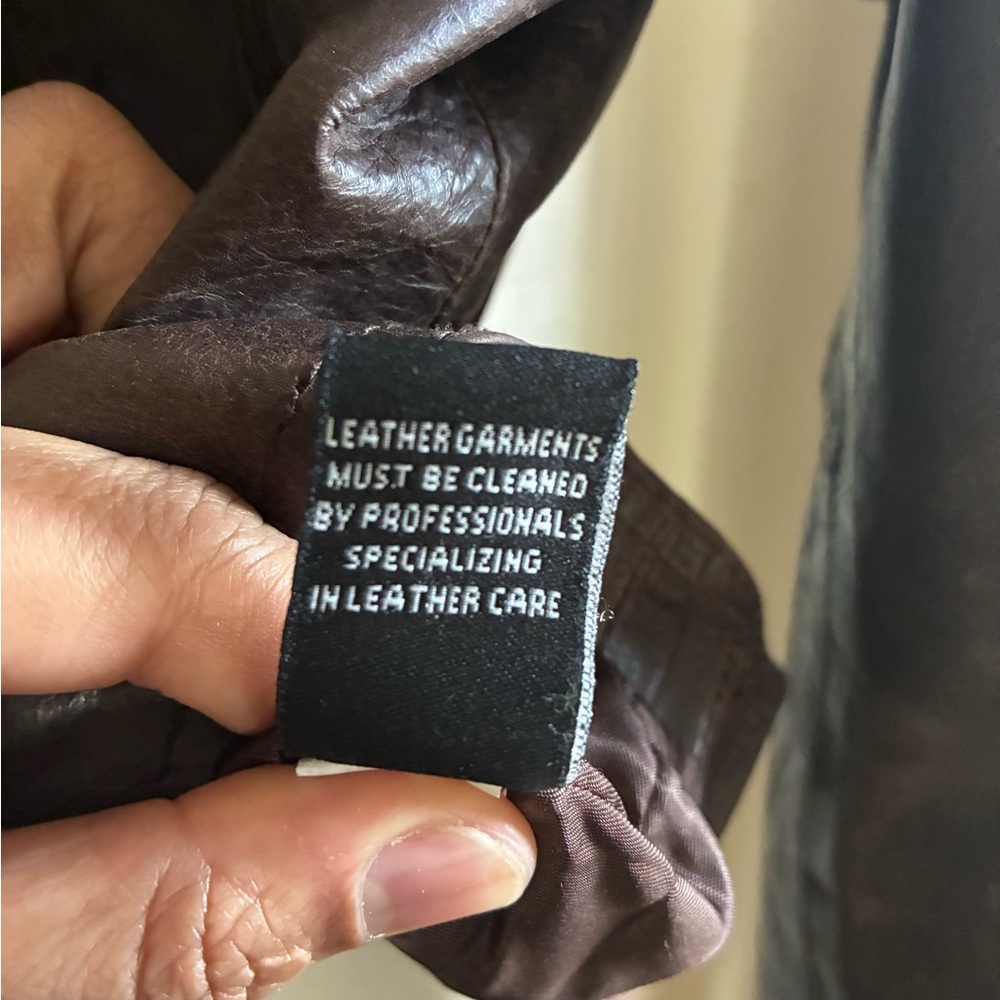 LEATHER GARMENTS
MUST BE CLEANED
BY PROFESSIONALS
SPECIALIZING
IN LEATHER CARE